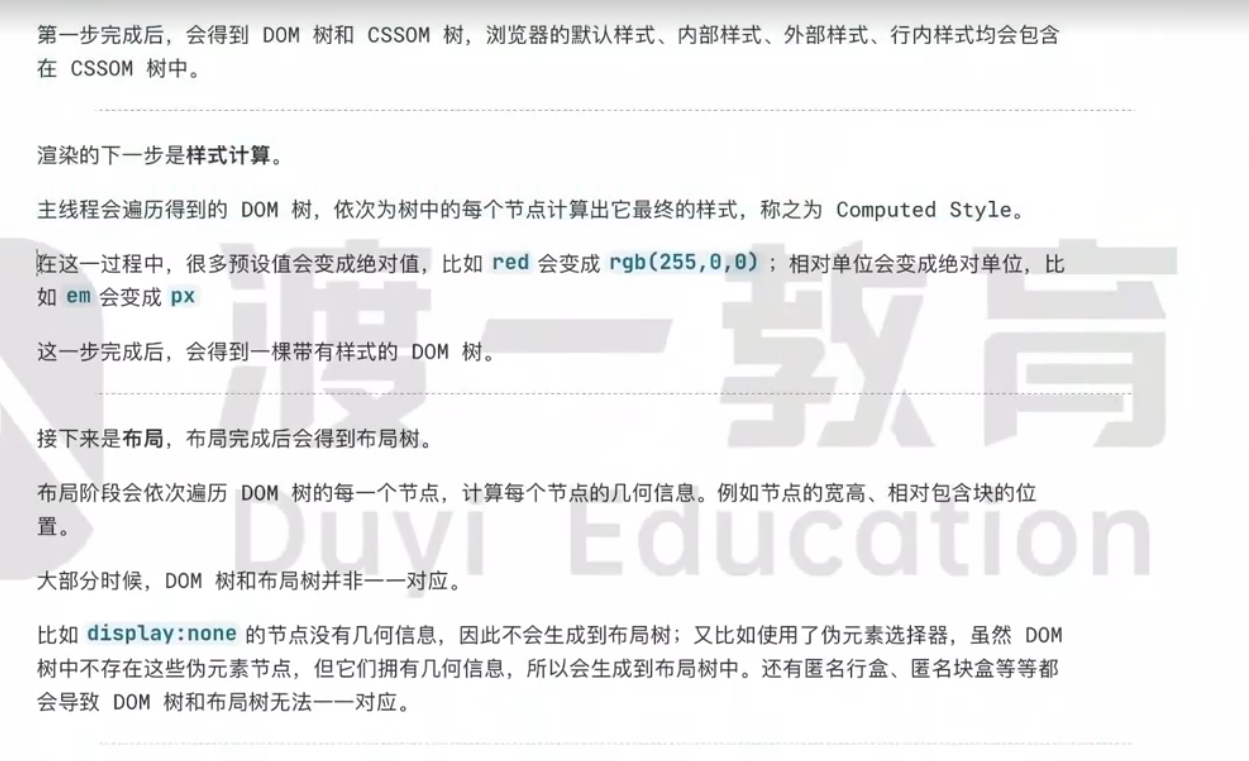 第一步完成后，会得到 DOM 树和 CSSOM 树，浏览器的默认样式、内部样式、外部样式、行内样式均会包含
在 CSSOM 树中。
渲染的下一步是样式计算。
主线程会遍历得到的 DOM 树，依次为树中的每个节点计算出它最终的样式，称之为 Computed Style。
在这一过程中，很多预设值会变成绝对值，比如 red 会变成 rgb(255,0,0) ；相对单位会变成绝对单位，比
如 em 会变成 px
这一步完成后，会得到一棵带有样式的 DOM 树。
接下来是布局，布局完成后会得到布局树。
布局阶段会依次遍历 DOM 树的每一个节点，计算每个节点的几何信息。例如节点的宽高、相对包含块的位
置。
大部分时候，DOM 树和布局树并非一一对应。
比如 display:none 的节点没有几何信息，因此不会生成到布局树；又比如使用了伪元素选择器，虽然 DOM
树中不存在这些伪元素节点，但它们拥有几何信息，所以会生成到布局树中。还有匿名行盒、匿名块盒等等都
会导致 DOM 树和布局树无法一一对应。
渡一教育
Duyi Education